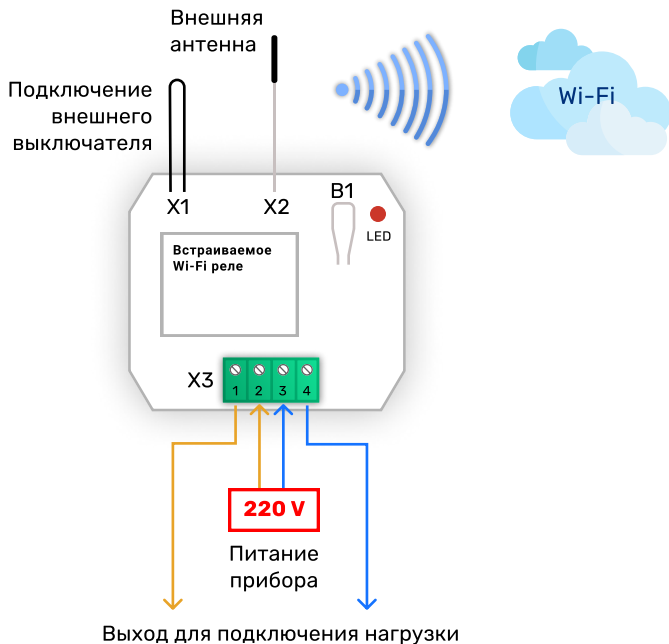 Внешняя
антенна
Подключение
внешнего
выключателя
Wi-Fi
X1
X2
B1
LED
Встраиваемое
Wi-Fi реле
X3
1 2 3 4
220 V
Питание
прибора
Выход для подключения нагрузки